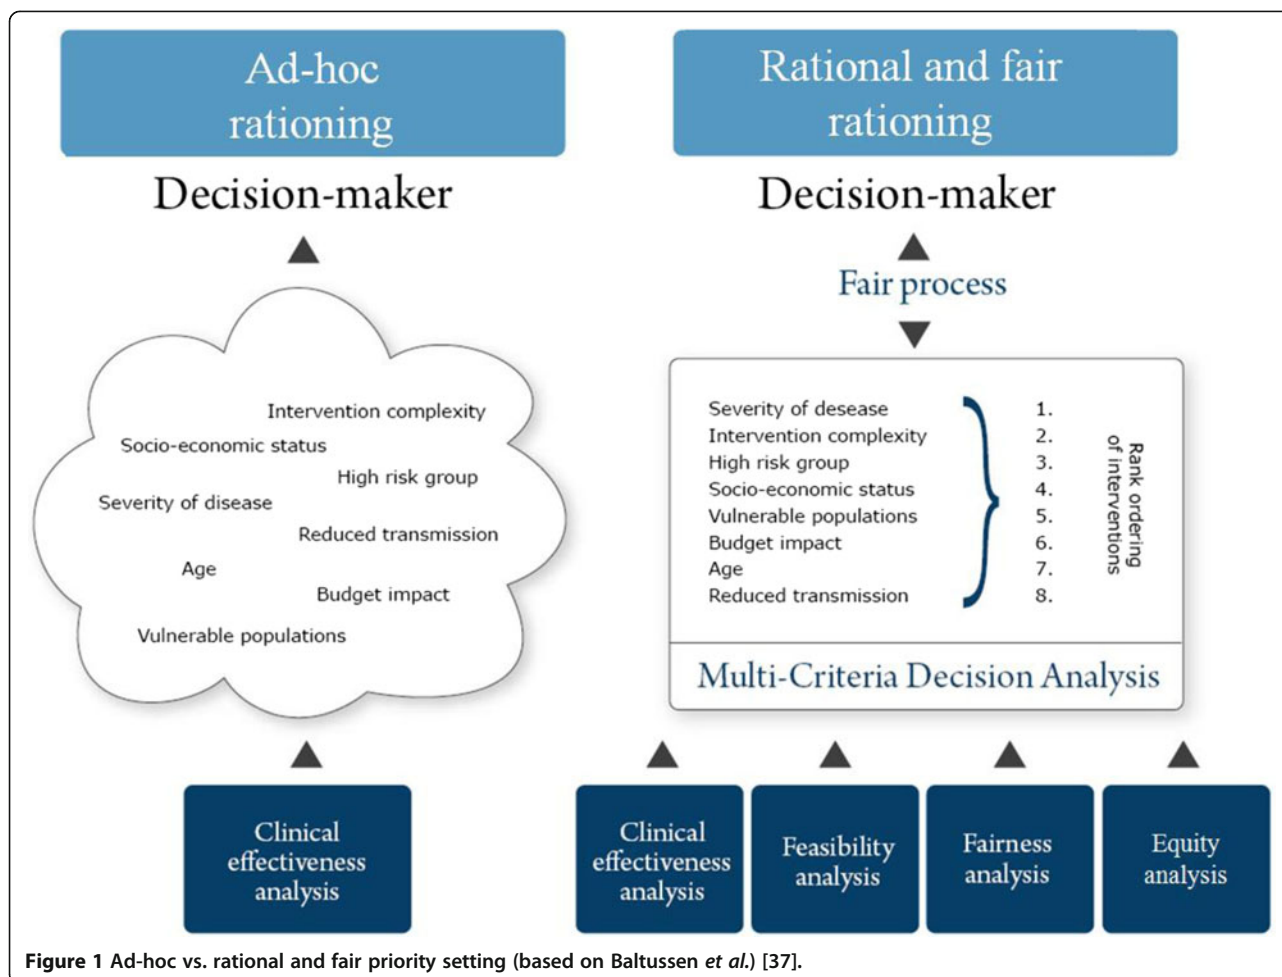 Ad-hoc
rationing
Decision-maker
Intervention complexity
Socio-economic status
High risk group
Severity of disease
Reduced transmission
Age
Budget impact
Vulnerable populations
Clinical
effectiveness
analysis
Rational and fair
rationing
Decision-maker
Fair process
Severity of desease
Intervention complexity
High risk group
Socio-economic status
Vulnerable populations
Budget impact
Age
Reduced transmission
1.
2.
3.
4.
5.
6.
7.
8.
Rank ordering
of interventions
Multi-Criteria Decision Analysis
Clinical
effectiveness
analysis
Feasibility
analysis
Fairness
analysis
Equity
analysis
Figure 1 Ad-hoc vs. rational and fair priority setting (based on Baltussen et al.) [37].